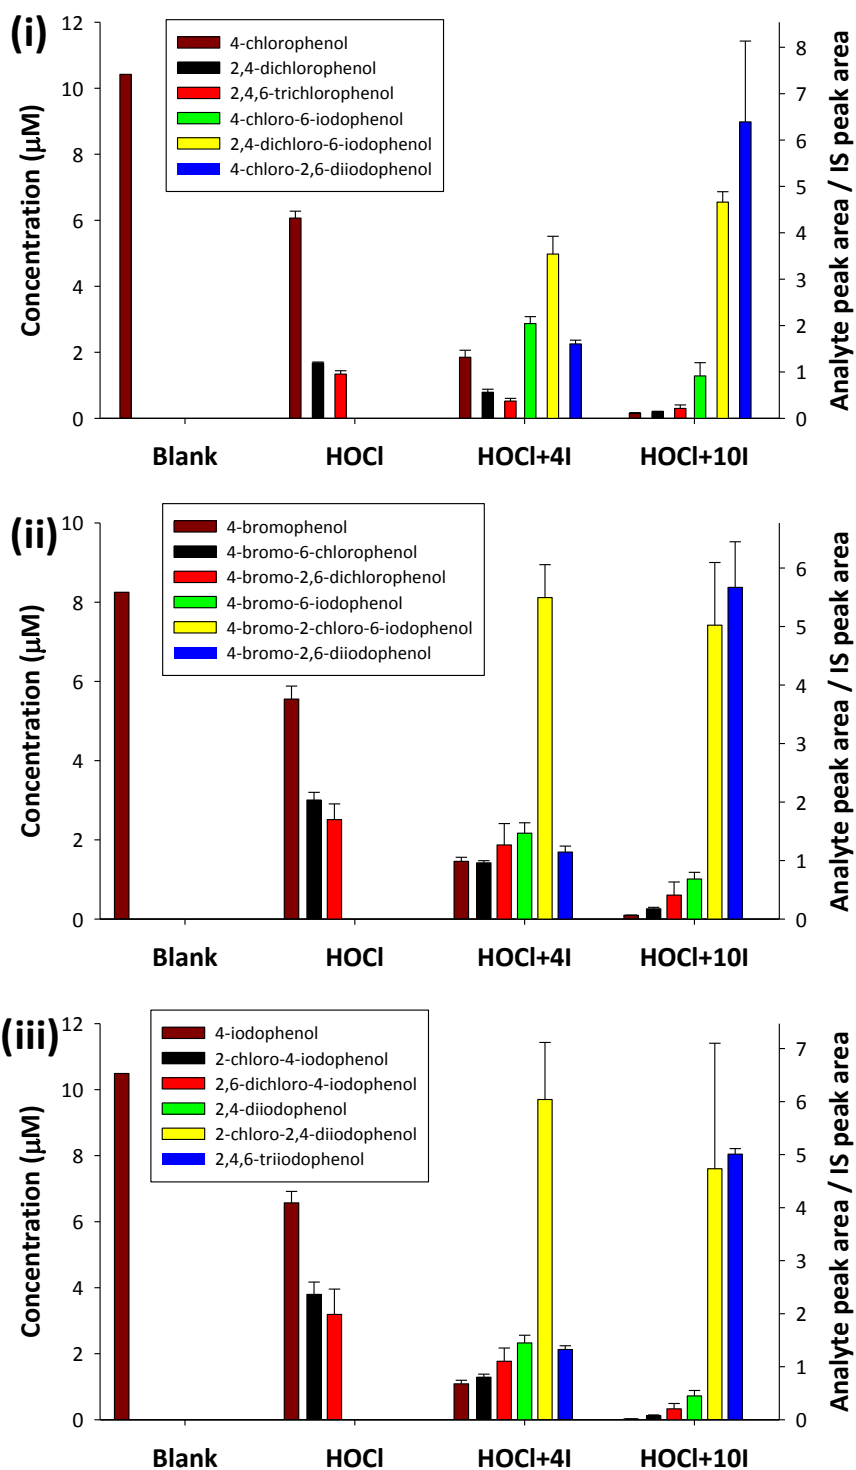 (i)
12
10
8
6
4
2
0
Concentration (μM)
4-chlorophenol
2,4-dichlorophenol
2,4,6-trichlorophenol
4-chloro-6-iodophenol
2,4-dichloro-6-iodophenol
4-chloro-2,6-diiodophenol
8
7
6
5
4
3
2
1
0
Analyte peak area / IS peak area
Blank HOCl HOCl+4I HOCl+10I
(ii)
10
8
6
4
2
0
Concentration (μM)
4-bromophenol
4-bromo-6-chlorophenol
4-bromo-2,6-dichlorophenol
4-bromo-6-iodophenol
4-bromo-2-chloro-6-iodophenol
4-bromo-2,6-diiodophenol
6
5
4
3
2
1
0
Analyte peak area / IS peak area
Blank HOCl HOCl+4I HOCl+10I
(iii)
12
10
8
6
4
2
0
Concentration (μM)
4-iodophenol
2-chloro-4-iodophenol
2,6-dichloro-4-iodophenol
2,4-diiodophenol
2-chloro-2,4-diiodophenol
2,4,6-triiodophenol
7
6
5
4
3
2
1
0
Analyte peak area / IS peak area
Blank HOCl HOCl+4I HOCl+10I